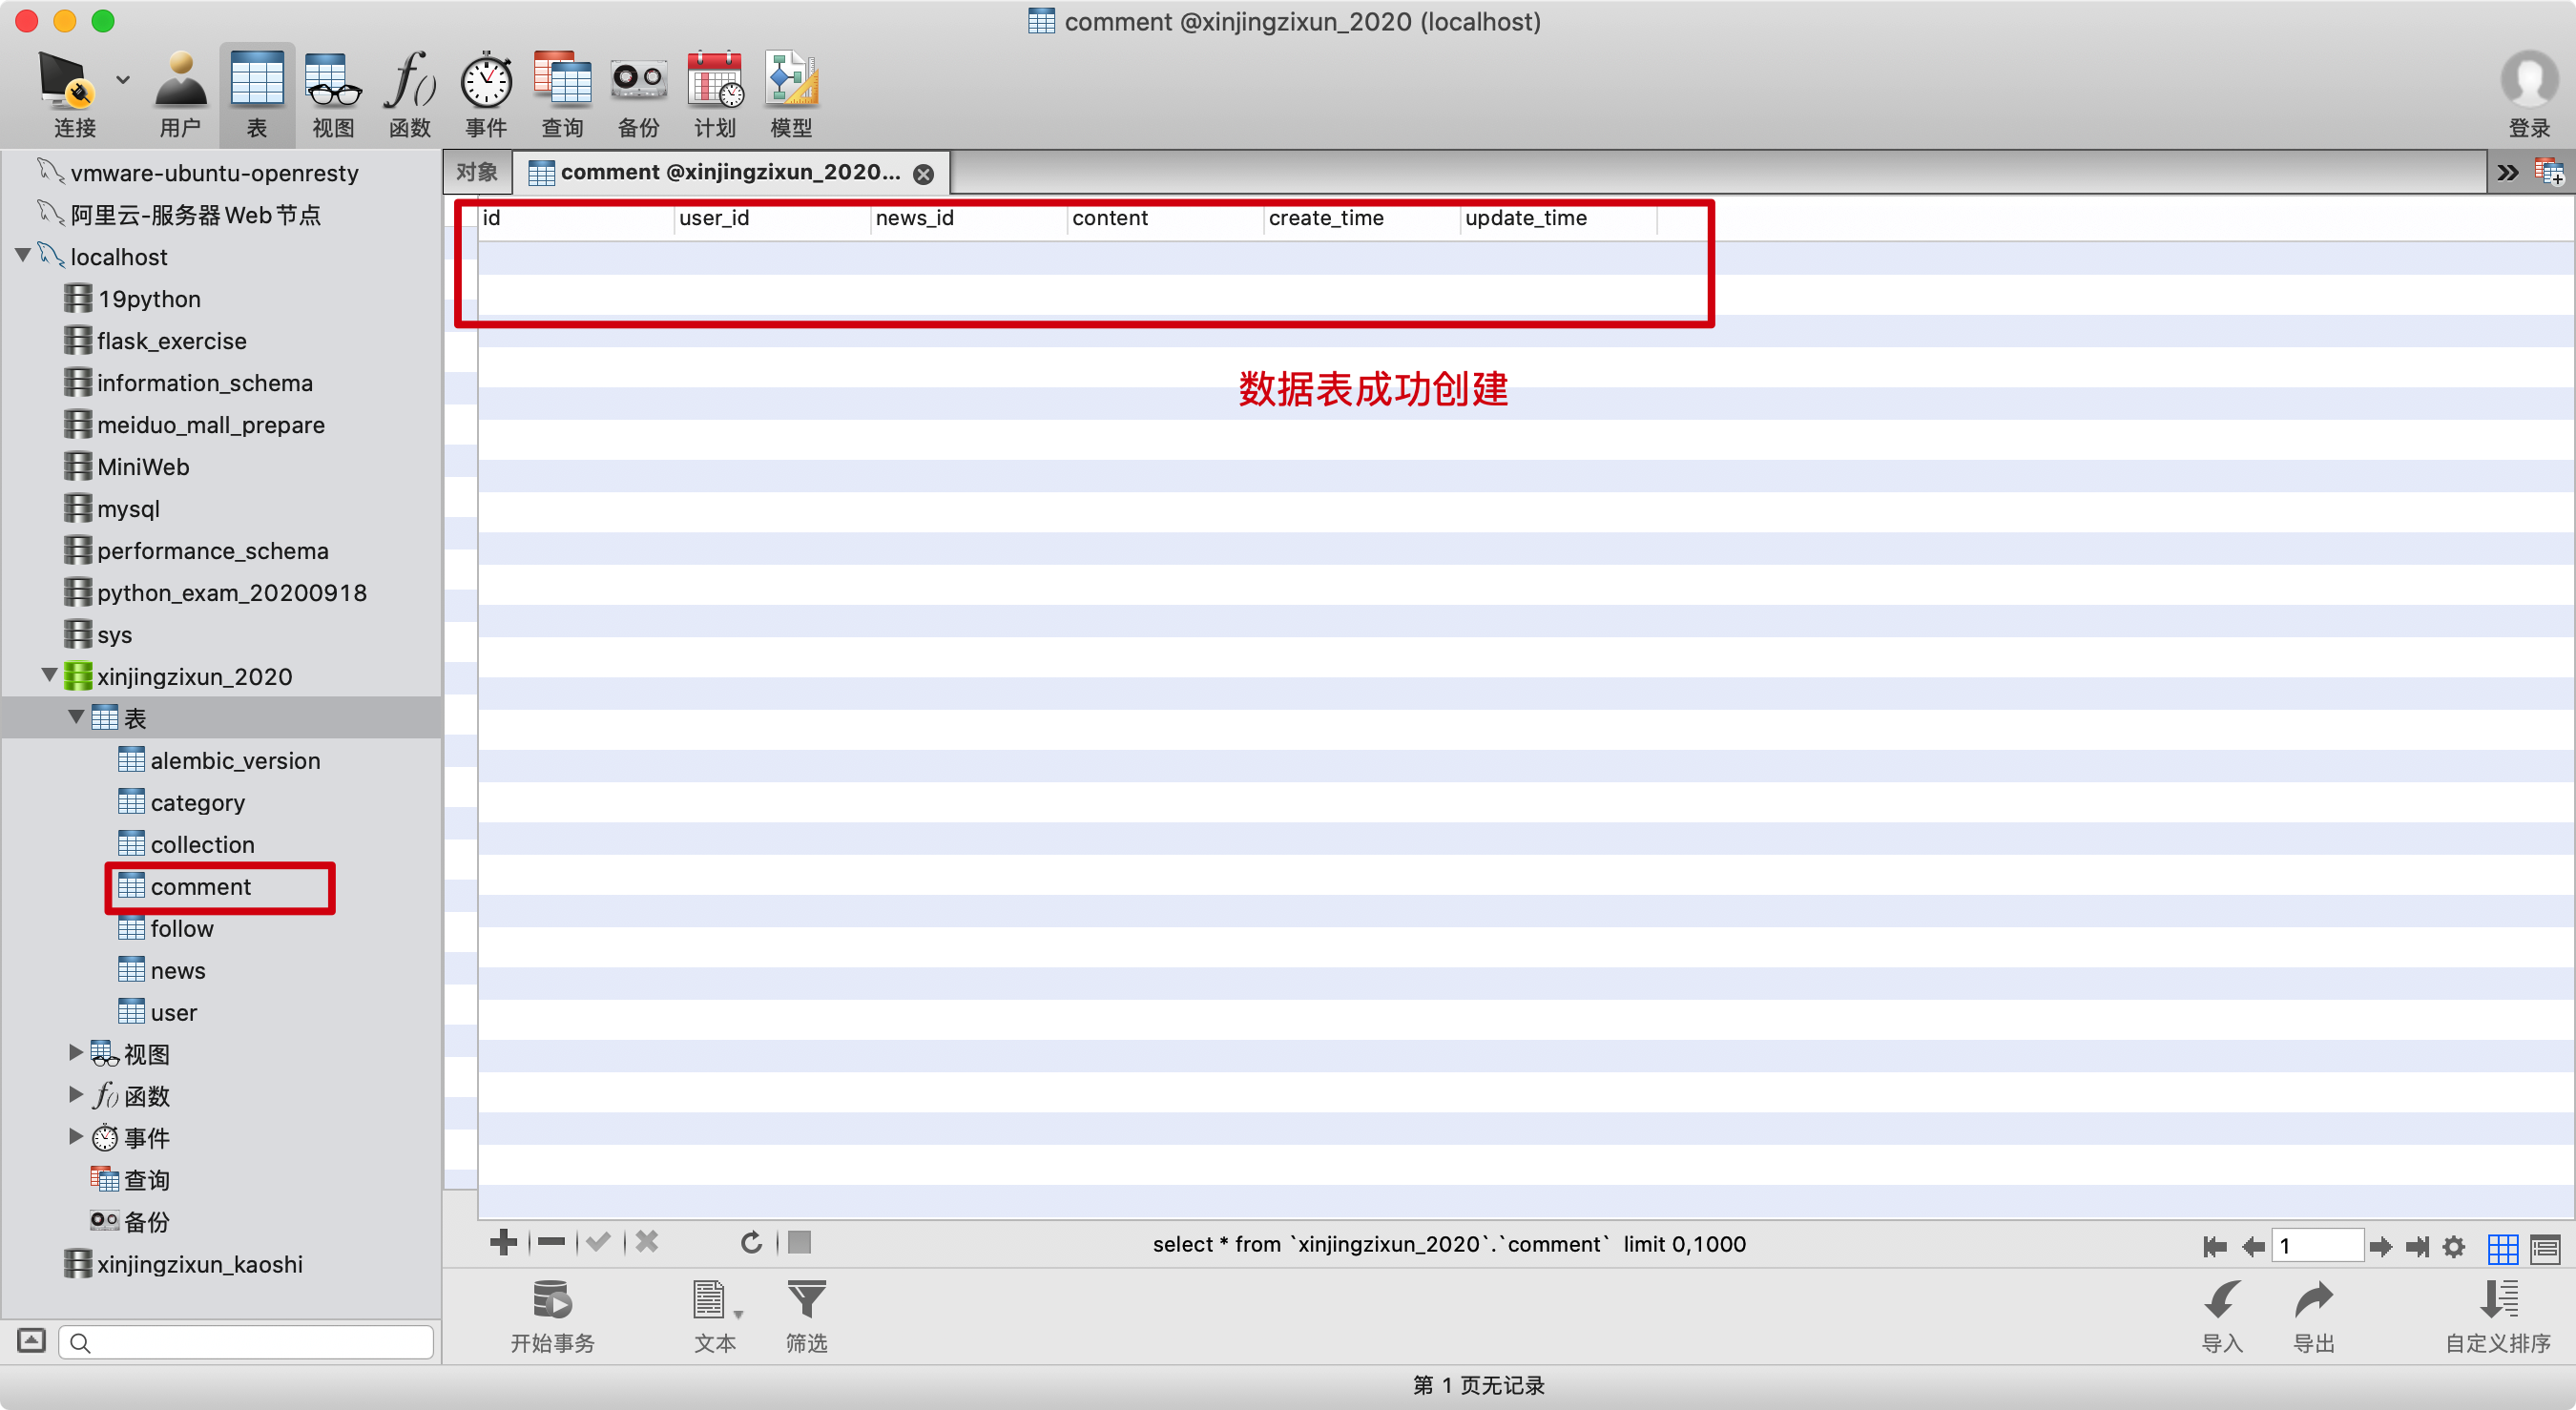 comment @xinjingzixun_2020 (localhost)
连接 用户 表 视图 函数 事件 查询 备份 计划 模型 登录
vmware-ubuntu-openresty
阿里云-服务器Web节点
localhost
19python
flask_exercise
information_schema
meiduo_mall_prepare
MiniWeb
mysql
performance_schema
python_exam_20200918
sys
xinjingzixun_2020
表
alembic_version
category
collection
comment
follow
news
user
视图
函数
事件
查询
备份
xinjingzixun_kaoshi
对象 comment @xinjingzixun_2020...
id user_id news_id content create_time update_time
数据表成功创建
select * from `xinjingzixun_2020`.`comment` limit 0,1000 1
开始事务 文本 筛选 导入 导出 自定义排序
第 1 页无记录